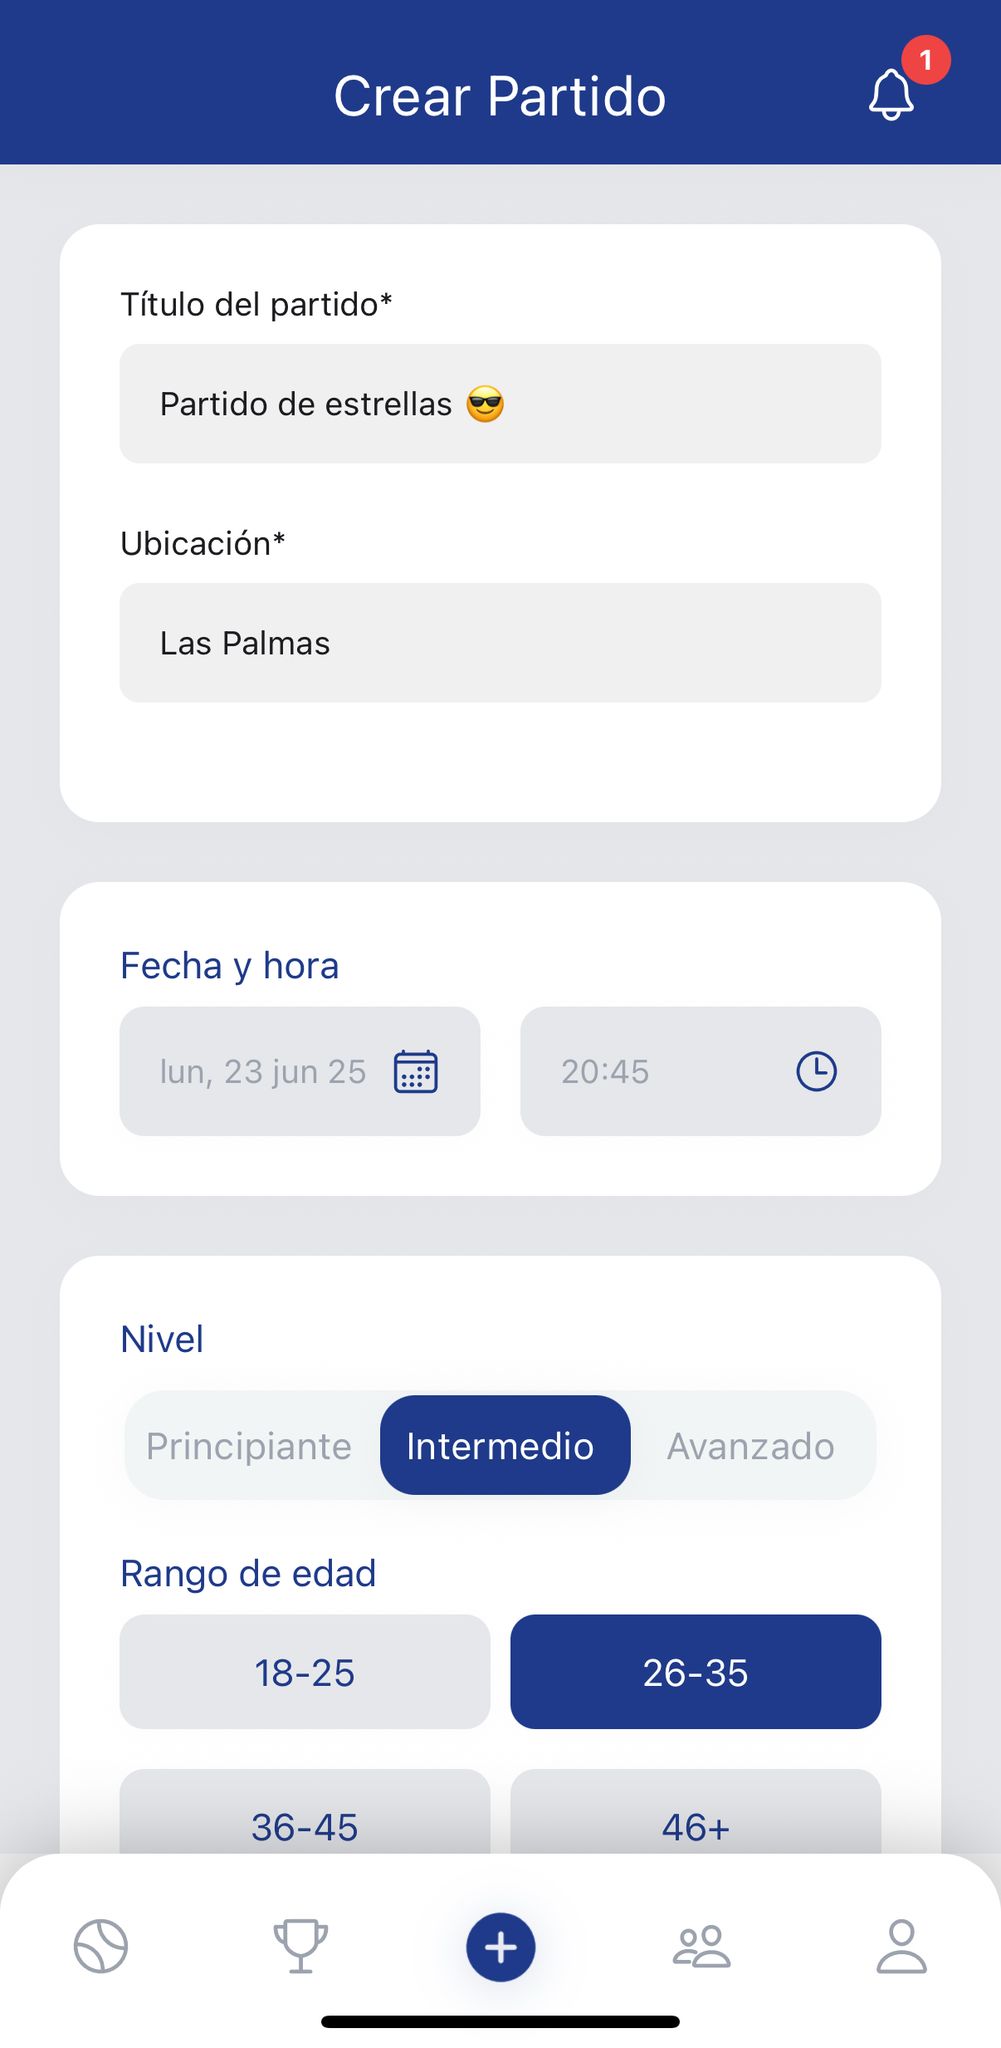 Crear Partido
1
Título del partido*
Partido de estrellas 😎
Ubicación*
Las Palmas
Fecha y hora
lun, 23 jun 25
20:45
Nivel
Principiante Intermedio Avanzado
Rango de edad
18-25 26-35
36-45 46+